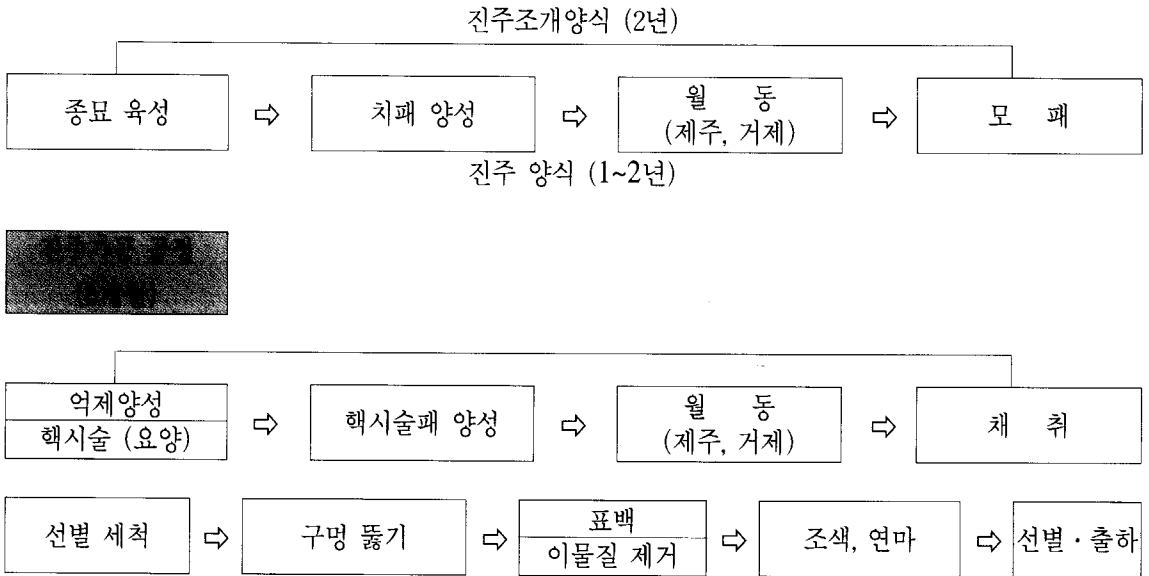 진주조개양식 (2년)
종묘 육성 ⇨ 치패 양성 ⇨ 월 동 (제주, 거제) ⇨ 모 패
진주 양식 (1~2년)
억제양성
핵시술 (요양) ⇨ 핵시술패 양성 ⇨ 월 동 (제주, 거제) ⇨ 채 취
선별 세척 ⇨ 구멍 뚫기 ⇨ 표백 이물질 제거 ⇨ 조색, 연마 ⇨ 선별 · 출하